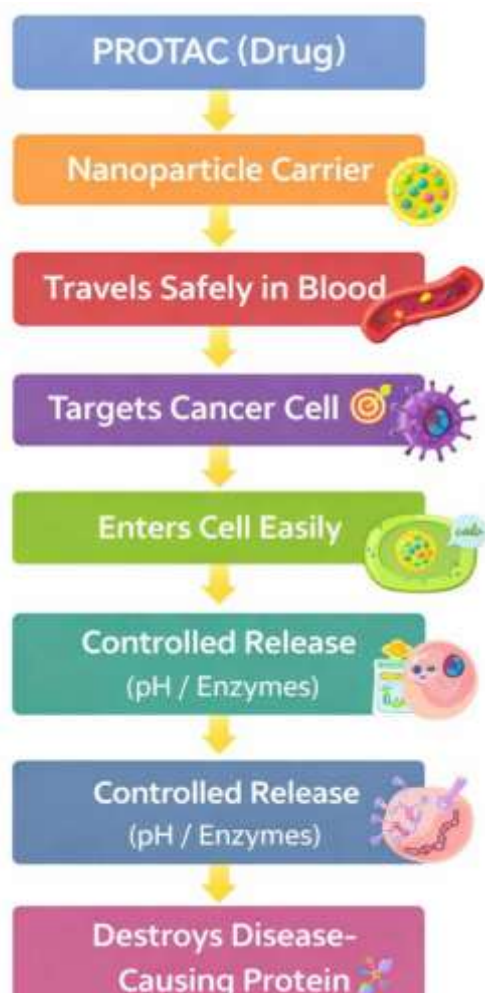 PROTAC (Drug)
Nanoparticle Carrier
Travels Safely in Blood
Targets Cancer Cell
Enters Cell Easily
Controlled Release
(pH / Enzymes)
Controlled Release
(pH / Enzymes)
Destroys Disease-
Causing Protein